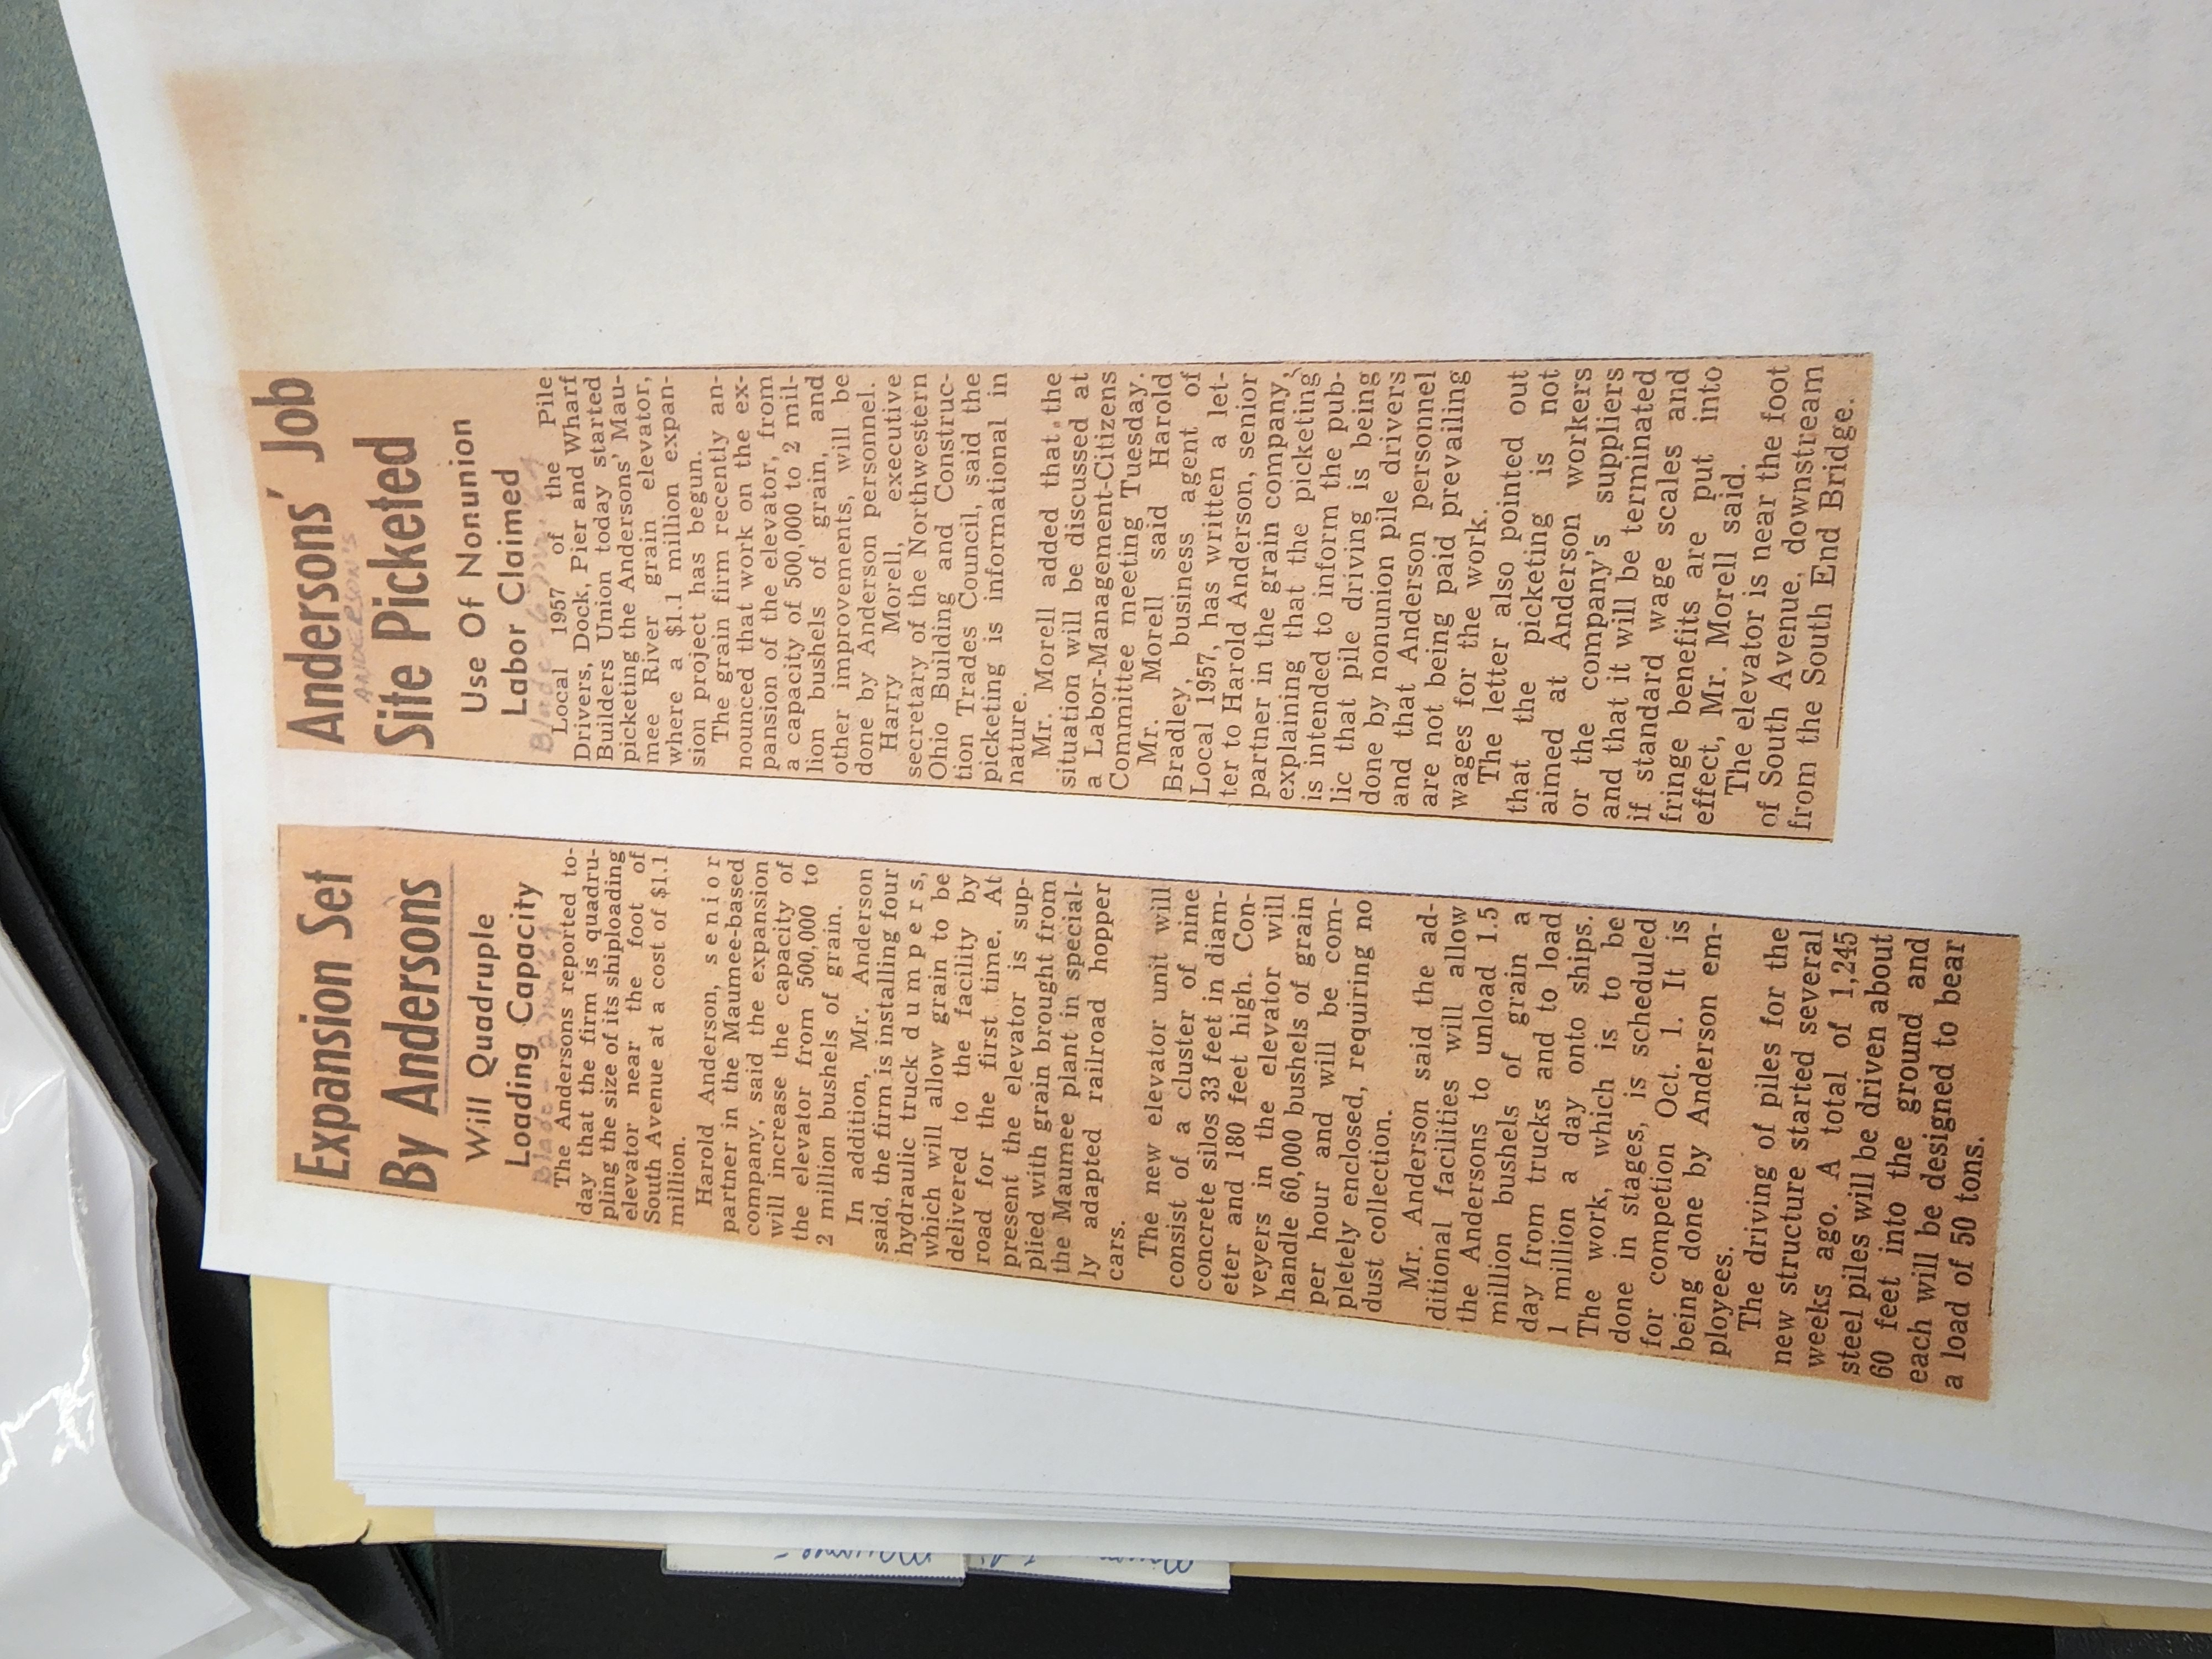 Expansion Set
By Andersons
Will Quadruple
Loading Capacity
Blade -
The Andersons reported to-
day that the firm is quadru-
pling the size of its shiploading
elevator near the foot of
South Avenue at a cost of $1.1
million.
Harold Anderson, senior
partner in the Maumee-based
company, said the expansion
will increase the capacity of
the elevator from 500,000 to
2 million bushels of grain.
In addition, Mr. Anderson
said, the firm is installing four
hydraulic truck dumpers,
which will allow grain to be
delivered to the facility by
road for the first time. At
present the elevator is sup-
plied with grain brought from
the Maumee plant in special-
ly adapted railroad hopper
cars.
The new elevator unit will
consist of a cluster of nine
concrete silos 33 feet in diam-
eter and 180 feet high. Con-
veyers in the elevator will
handle 60,000 bushels of grain
per hour and will be com-
pletely enclosed, requiring no
dust collection.
Mr. Anderson said the ad-
ditional facilities will allow
the Andersons to unload 1.5
million bushels of grain a
day from trucks and to load
1 million a day onto ships.
The work, which is to be
done in stages, is scheduled
for competion Oct. 1. It is
being done by Anderson em-
ployees.
The driving of piles for the
new structure started several
weeks ago. A total of 1,245
steel piles will be driven about
60 feet into the ground and
each will be designed to bear
a load of 50 tons.
Andersons' Job
ANDERSON'S
Site Picketed
Use Of Nonunion
Labor Claimed
Blade - 6
Local 1957 of the Pile
Drivers, Dock, Pier and Wharf
Builders Union today started
picketing the Andersons' Mau-
mee River grain elevator,
where a $1.1 million expan-
sion project has begun.
The grain firm recently an-
nounced that work on the ex-
pansion of the elevator, from
a capacity of 500,000 to 2 mil-
lion bushels of grain, and
other improvements, will be
done by Anderson personnel.
Harry Morell, executive
secretary of the Northwestern
Ohio Building and Construc-
tion Trades Council, said the
picketing is informational in
nature.
Mr. Morell added that the
situation will be discussed at
a Labor-Management-Citizens
Committee meeting Tuesday.
Mr. Morell said Harold
Bradley, business agent of
Local 1957, has written a let-
ter to Harold Anderson, senior
partner in the grain company,
explaining that the picketing
is intended to inform the pub-
lic that pile driving is being
done by nonunion pile drivers
and that Anderson personnel
are not being paid prevailing
wages for the work.
The letter also pointed out
that the picketing is not
aimed at Anderson workers
or the company's suppliers
and that it will be terminated
if standard wage scales and
fringe benefits are put into
effect, Mr. Morell said.
The elevator is near the foot
of South Avenue, downstream
from the South End Bridge.
Maumee -